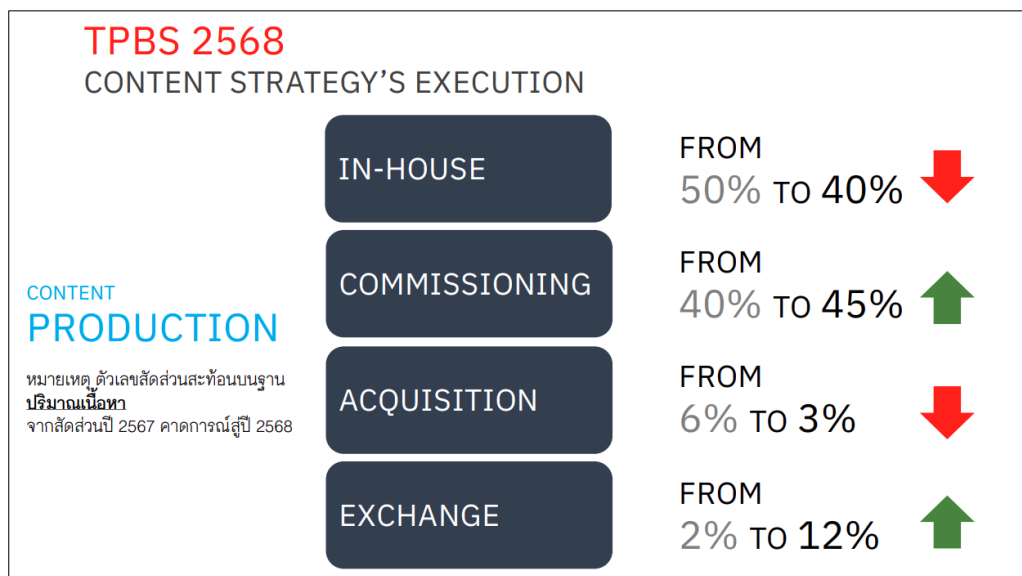 TPBS 2568
CONTENT STRATEGY’S EXECUTION
IN-HOUSE
FROM
50% TO 40%
COMMISSIONING
FROM
40% TO 45%
CONTENT
PRODUCTION
หมายเหตุ ตัวเลขสัดส่วนสะท้อนบนฐาน
ปริมาณเนื้อหา
จากสัดส่วนปี 2567 คาดการณ์สู่ปี 2568
ACQUISITION
FROM
6% TO 3%
EXCHANGE
FROM
2% TO 12%